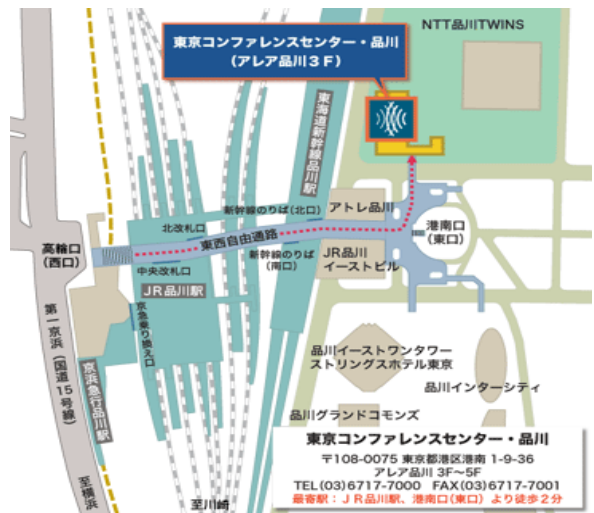 NTT品川TWINS
東京コンファレンスセンター・品川
(アレア品川3F)
東海道新幹線品川駅
新幹線のりば(北口)
アトレ品川
北改札口
東西自由通路
港南口
(東口)
高輪口
(西口)
中央改札口
新幹線のりば
(南口)
JR品川
イーストビル
JR品川駅
京急乗り換え口
第一京浜(国道15号線)
京浜急行品川駅
品川イーストワンタワー
ストリングスホテル東京
品川インターシティ
品川グランドコモンズ
至横浜
至川崎
東京コンファレンスセンター・品川
〒108-0075 東京都港区港南 1-9-36
アレア品川 3F〜5F
TEL(03)6717-7000 FAX(03)6717-7001
最寄駅：JR品川駅、港南口(東口)より徒歩2分